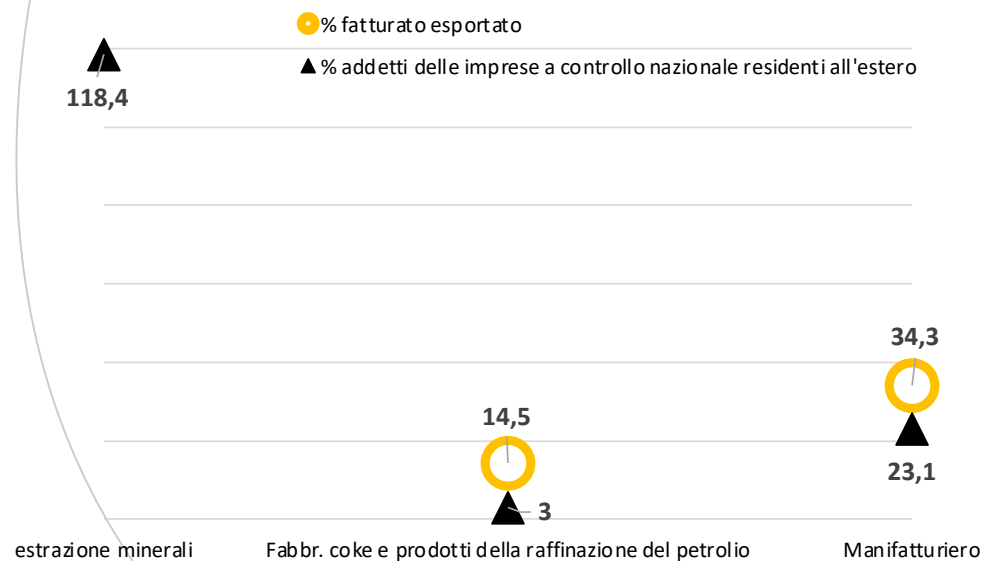 % fatturato esportato
% addetti delle imprese a controllo nazionale residenti all'estero
118,4
34,3
14,5
23,1
3
estrazione minerali
Fabbr. coke e prodotti della raffinazione del petrolio
Manifatturiero